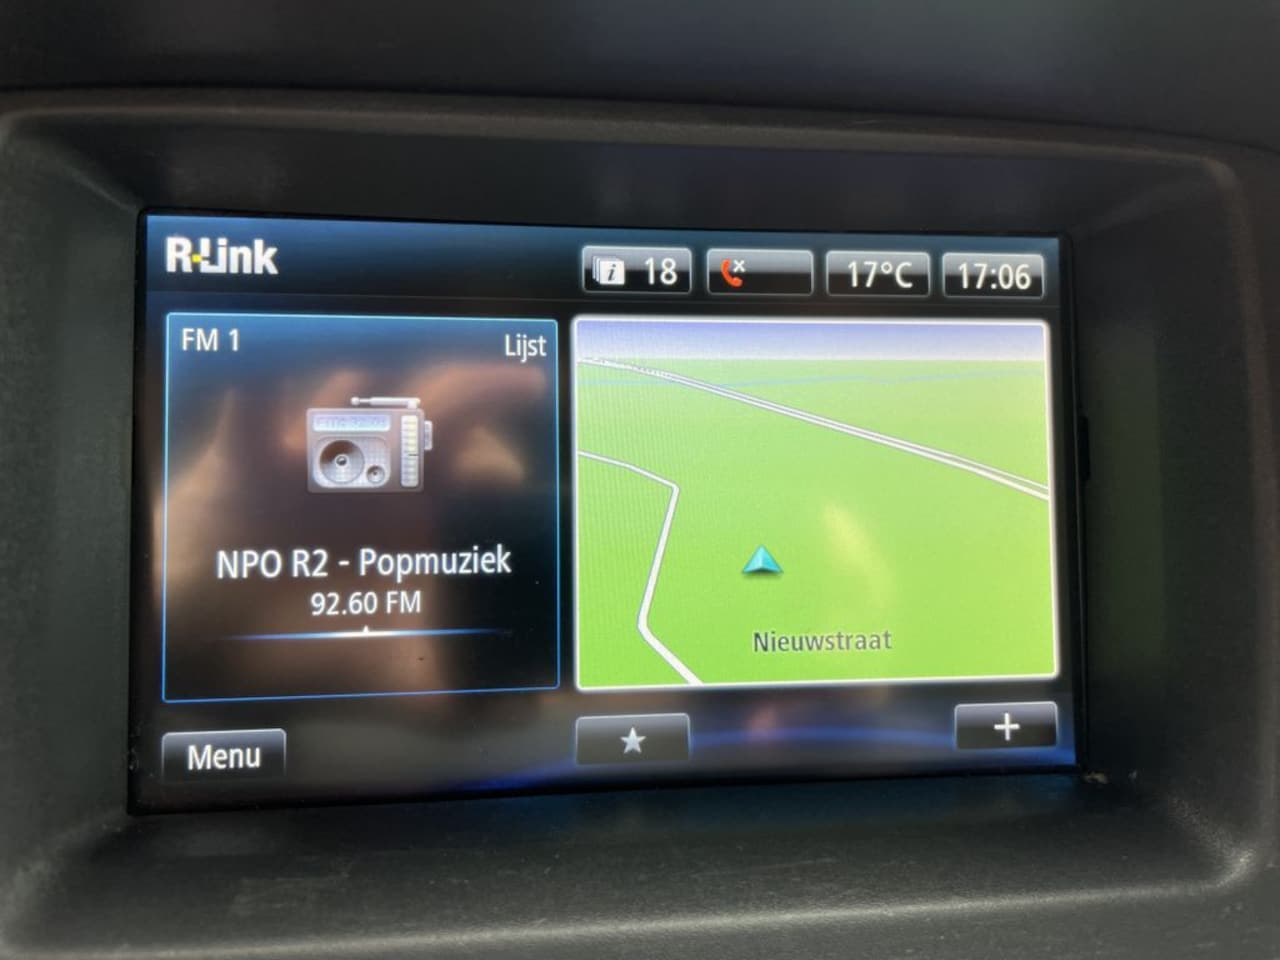 R-Link
i 18
17°C
17:06
FM 1
Lijst
NPO R2 - Popmuziek
92.60 FM
Nieuwstraat
Menu